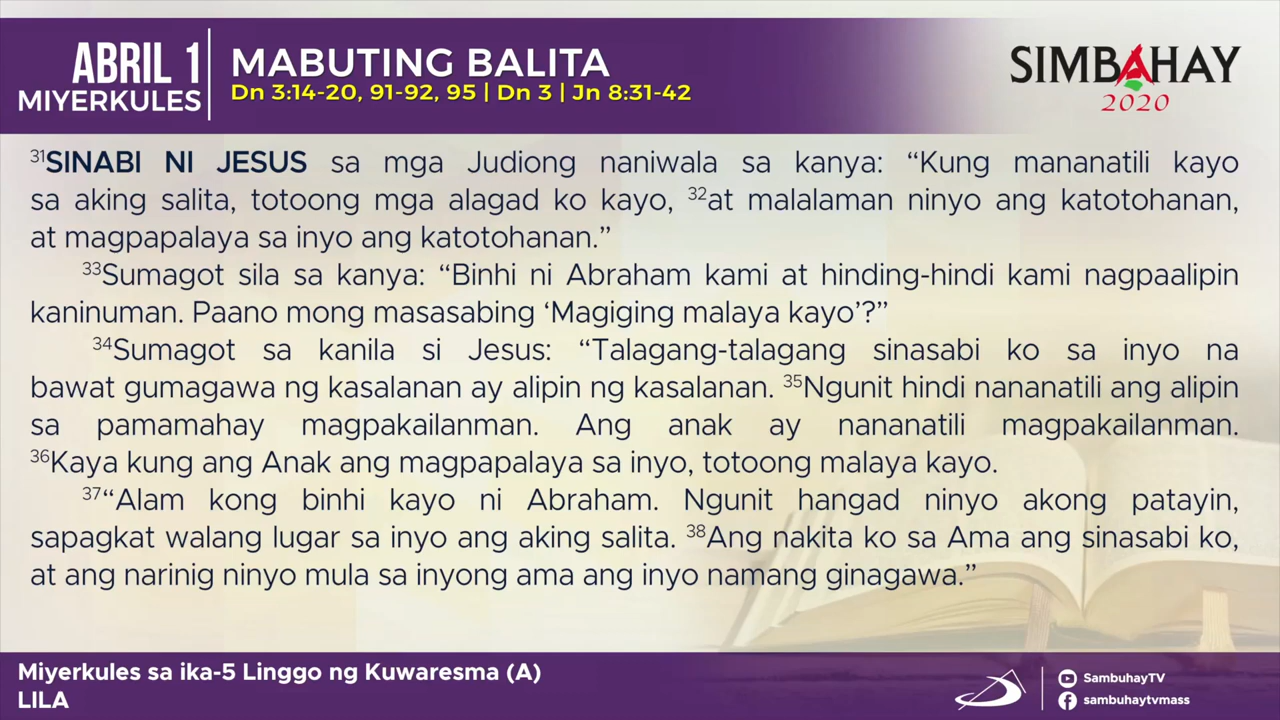 ABRIL 1
MIYERKULES
MABUTING BALITA
Dn 3:14-20, 91-92, 95 | Dn 3 | Jn 8:31-42
SIMBAHAY
2020
31SINABI NI JESUS sa mga Judiong naniwala sa kanya: “Kung mananatili kayo
sa aking salita, totoong mga alagad ko kayo, 32at malalaman ninyo ang katotohanan,
at magpapalaya sa inyo ang katotohanan.”
33Sumagot sila sa kanya: “Binhi ni Abraham kami at hinding-hindi kami nagpaalipin
kaninuman. Paano mong masasabing ‘Magiging malaya kayo’?”
34Sumagot sa kanila si Jesus: “Talagang-talagang sinasabi ko sa inyo na
bawat gumagawa ng kasalanan ay alipin ng kasalanan. 35Ngunit hindi nananatili ang alipin
sa pamamahay magpakailanman. Ang anak ay nananatili magpakailanman.
36Kaya kung ang Anak ang magpapalaya sa inyo, totoong malaya kayo.
37“Alam kong binhi kayo ni Abraham. Ngunit hangad ninyo akong patayin,
sapagkat walang lugar sa inyo ang aking salita. 38Ang nakita ko sa Ama ang sinasabi ko,
at ang narinig ninyo mula sa inyong ama ang inyo namang ginagawa.”
Miyerkules sa ika-5 Linggo ng Kuwaresma (A)
LILA
SambuhayTV
sambuhaytvmass